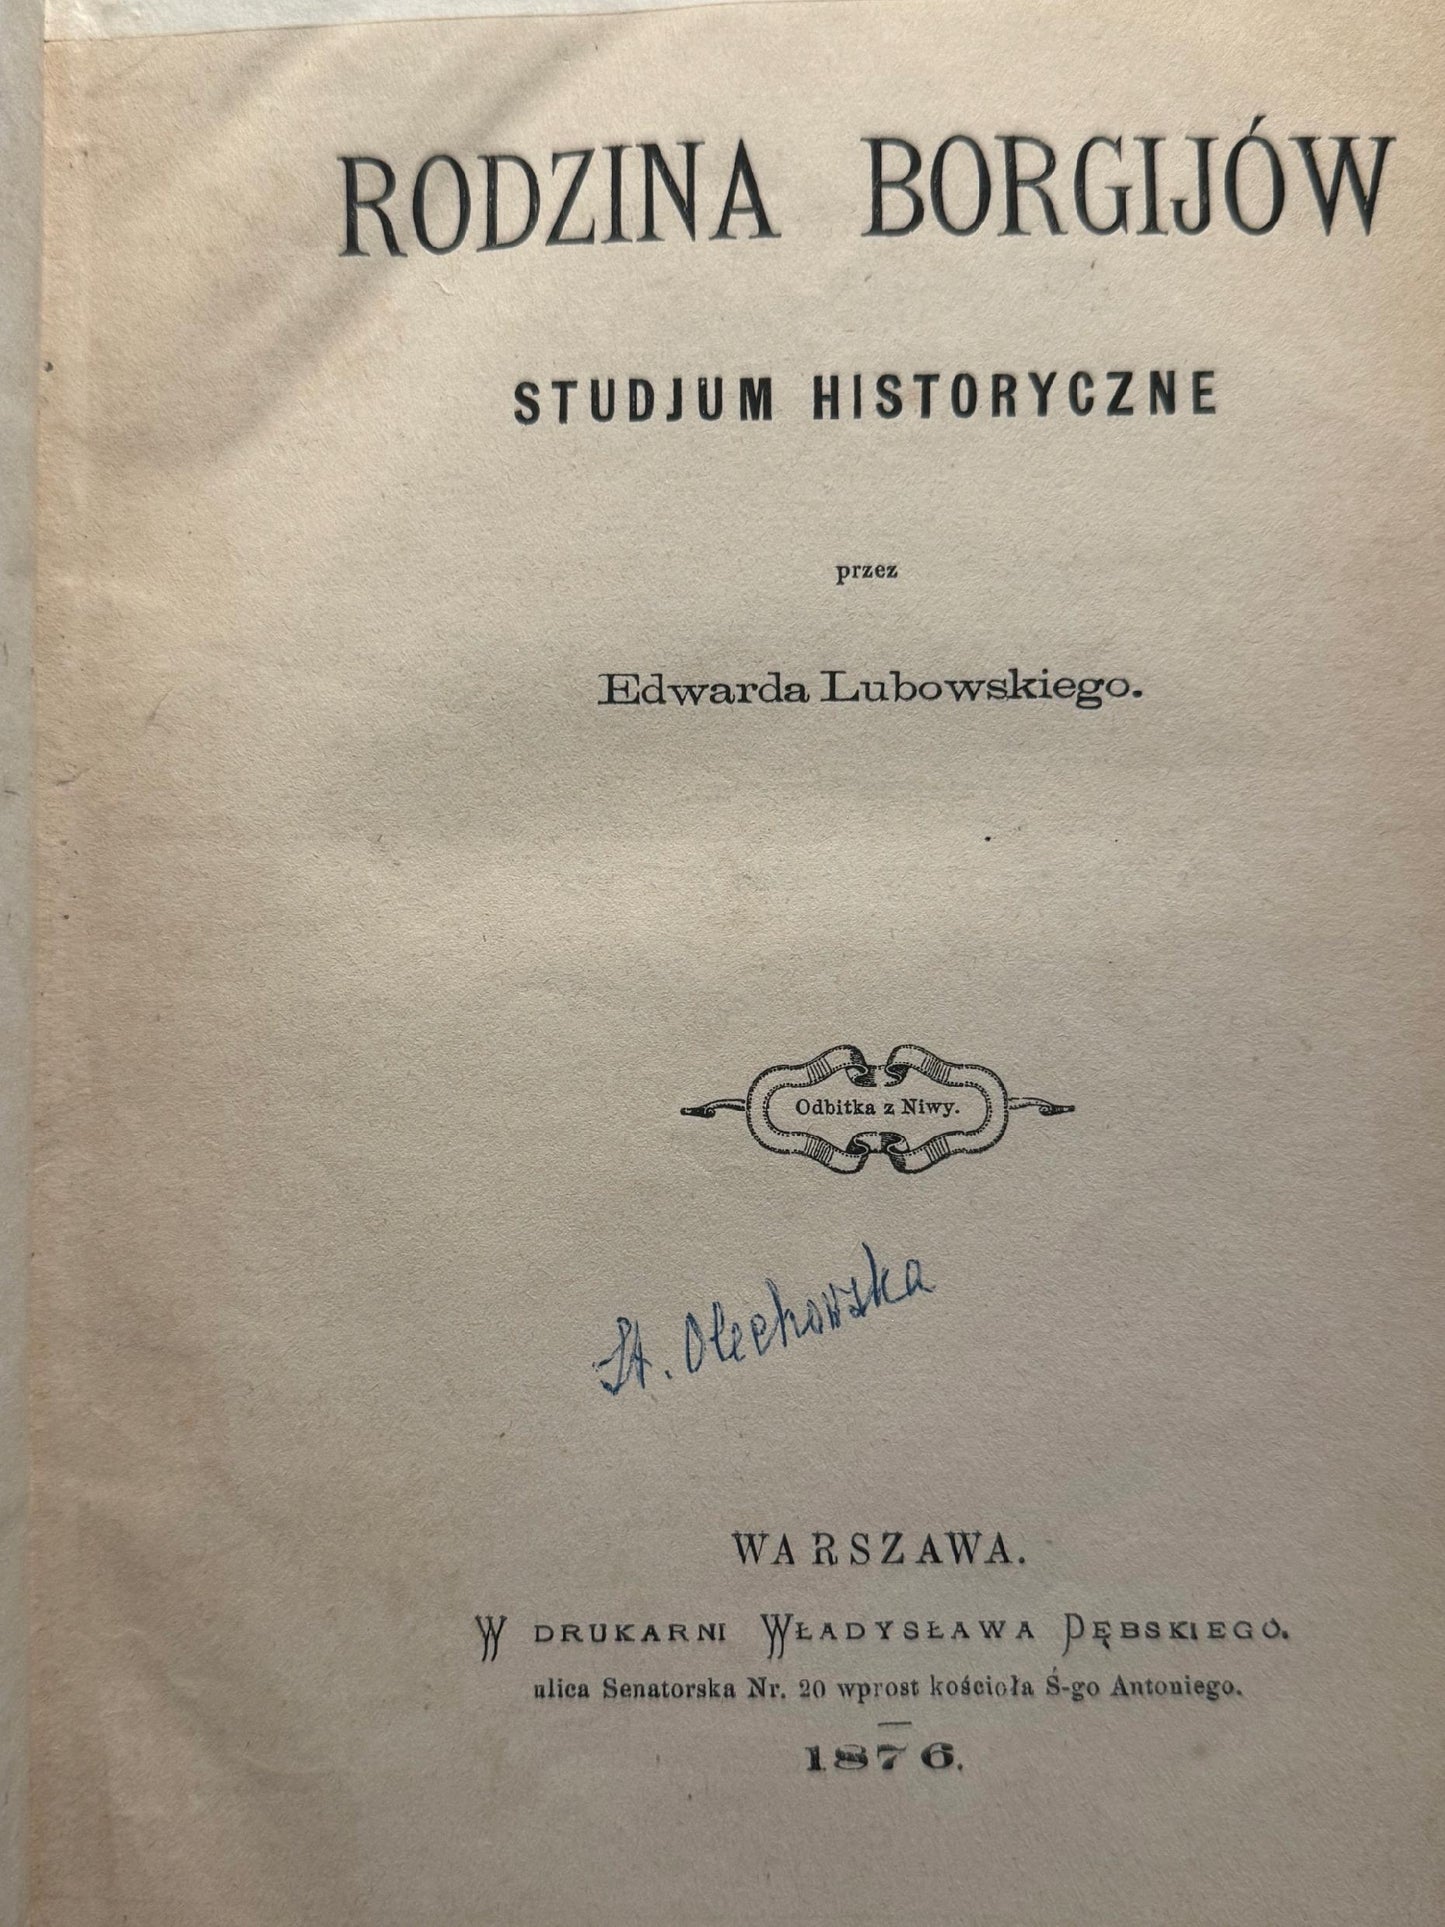 RODZINA BORGIJÓW
STUDJUM HISTORYCZNE
przez
Edwarda Lubowskiego.
Odbitka z Niwy.
St. Olechowska
WARSZAWA.
W DRUKARNI WŁADYSŁAWA DĘBSKIEGO.
ulica Senatorska Nr. 20 wprost kościoła Ś-go Antoniego.
1876.